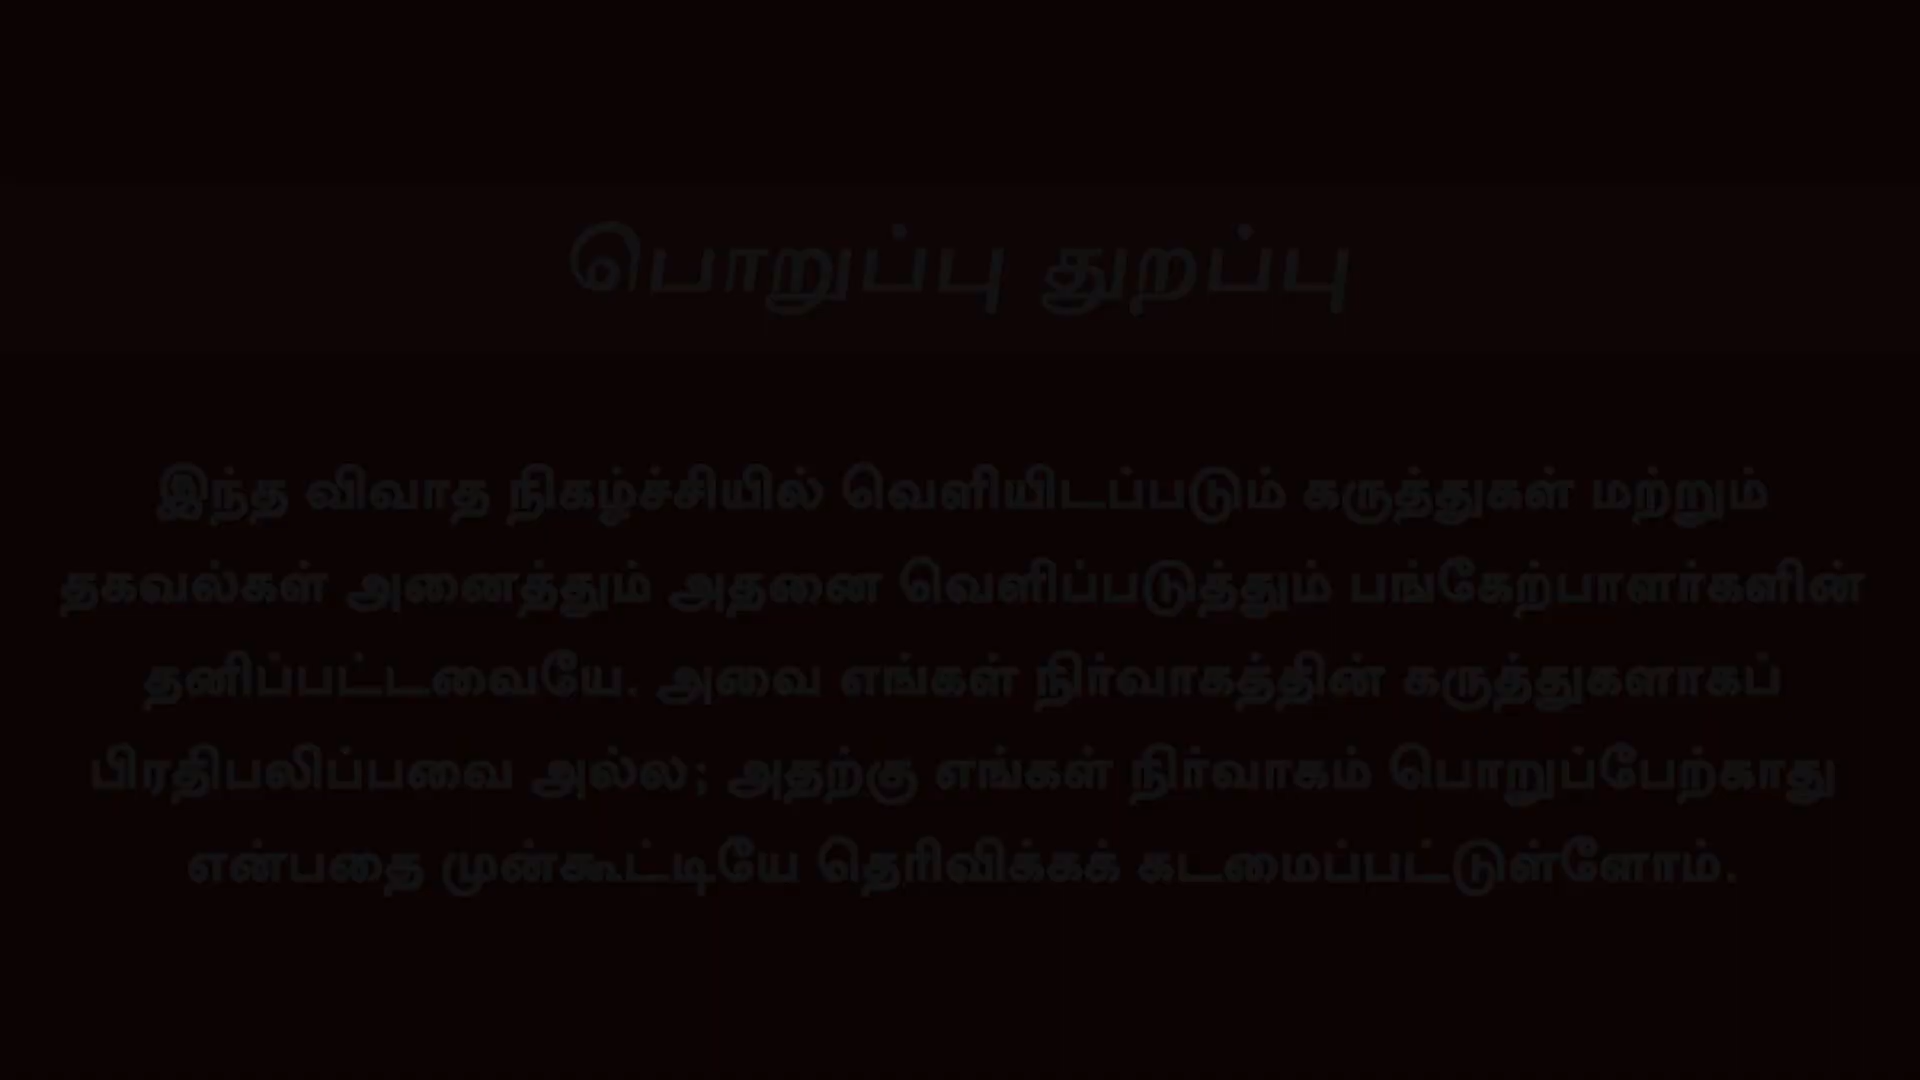 பொறுப்பு துறப்பு
இந்த விவாத நிகழ்ச்சியில் வெளியிடப்படும் கருத்துகள் மற்றும்
தகவல்கள் அனைத்தும் அதனை வெளிப்படுத்தும் பங்கேற்பாளர்களின்
தனிப்பட்டவையே. அவை எங்கள் நிர்வாகத்தின் கருத்துகளாகப்
பிரதிபலிப்பவை அல்ல; அதற்கு எங்கள் நிர்வாகம் பொறுப்பேற்காது
என்பதை முன்கூட்டியே தெரிவிக்கக் கடமைப்பட்டுள்ளோம்.